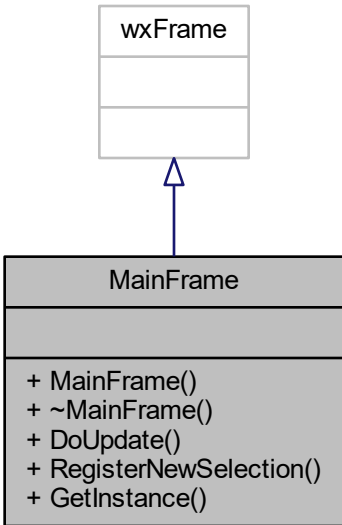 wxFrame
MainFrame
+ MainFrame()
+ ~MainFrame()
+ DoUpdate()
+ RegisterNewSelection()
+ GetInstance()